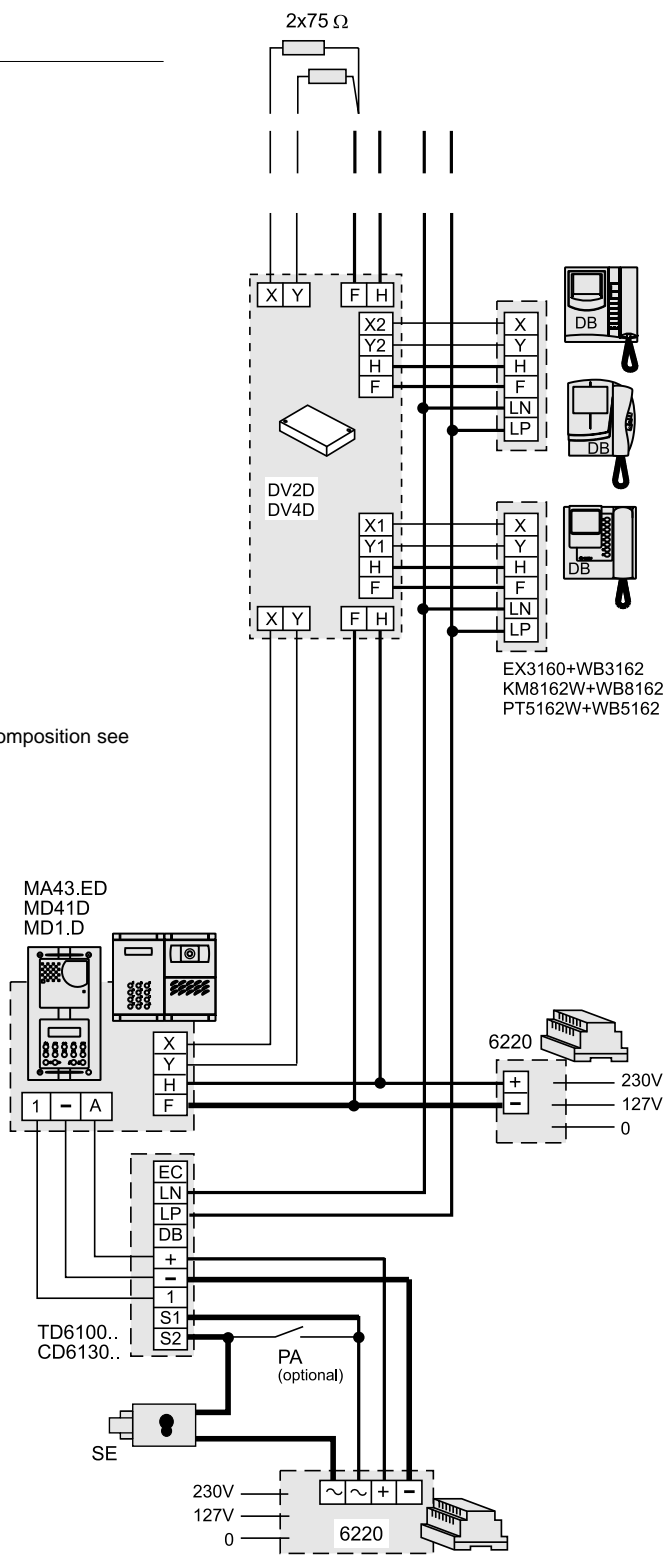 2x75 Ω
X Y F H
X2
Y2
H
F
X
Y
H
F
LN
LP
DB
DB
DV2D
DV4D
X1
Y1
H
F
X
Y
H
F
LN
LP
DB
X Y F H
EX3160+WB3162
KM8162W+WB8162
PT5162W+WB5162
omposition see
MA43.ED
MD41D
MD1.D
X
Y
H
F
1 – A
6220
+
–
230V
127V
0
EC
LN
LP
DB
+
–
1
S1
S2
TD6100..
CD6130..
PA
(optional)
SE
230V
127V
0
~ ~ + –
6220